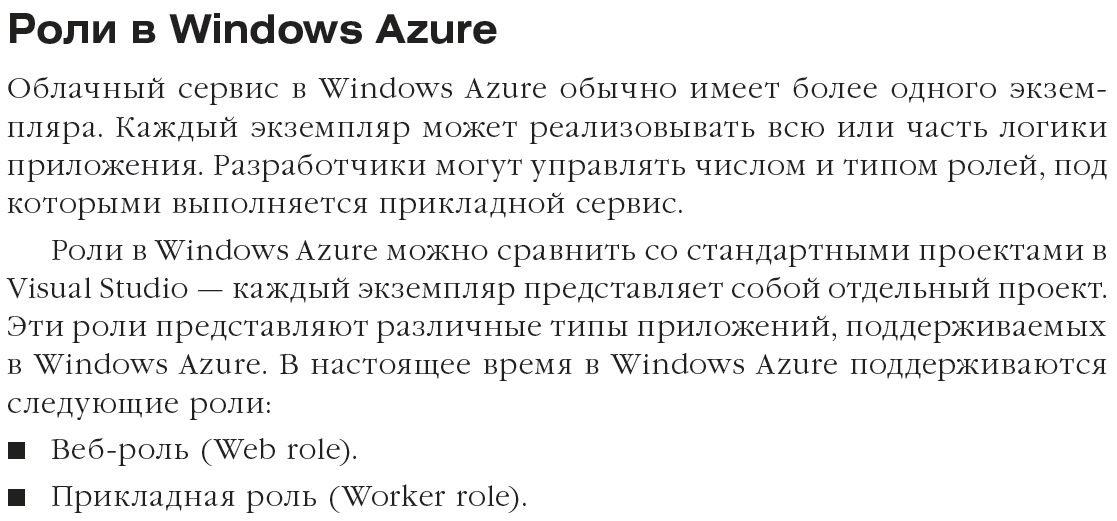 Роли в Windows Azure
Облачный сервис в Windows Azure обычно имеет более одного экзем-
пляра. Каждый экземпляр может реализовывать всю или часть логики
приложения. Разработчики могут управлять числом и типом ролей, под
которыми выполняется прикладной сервис.
Роли в Windows Azure можно сравнить со стандартными проектами в
Visual Studio — каждый экземпляр представляет собой отдельный проект.
Эти роли представляют различные типы приложений, поддерживаемых
в Windows Azure. В настоящее время в Windows Azure поддерживаются
следующие роли:
■ Веб-роль (Web role).
■ Прикладная роль (Worker role).